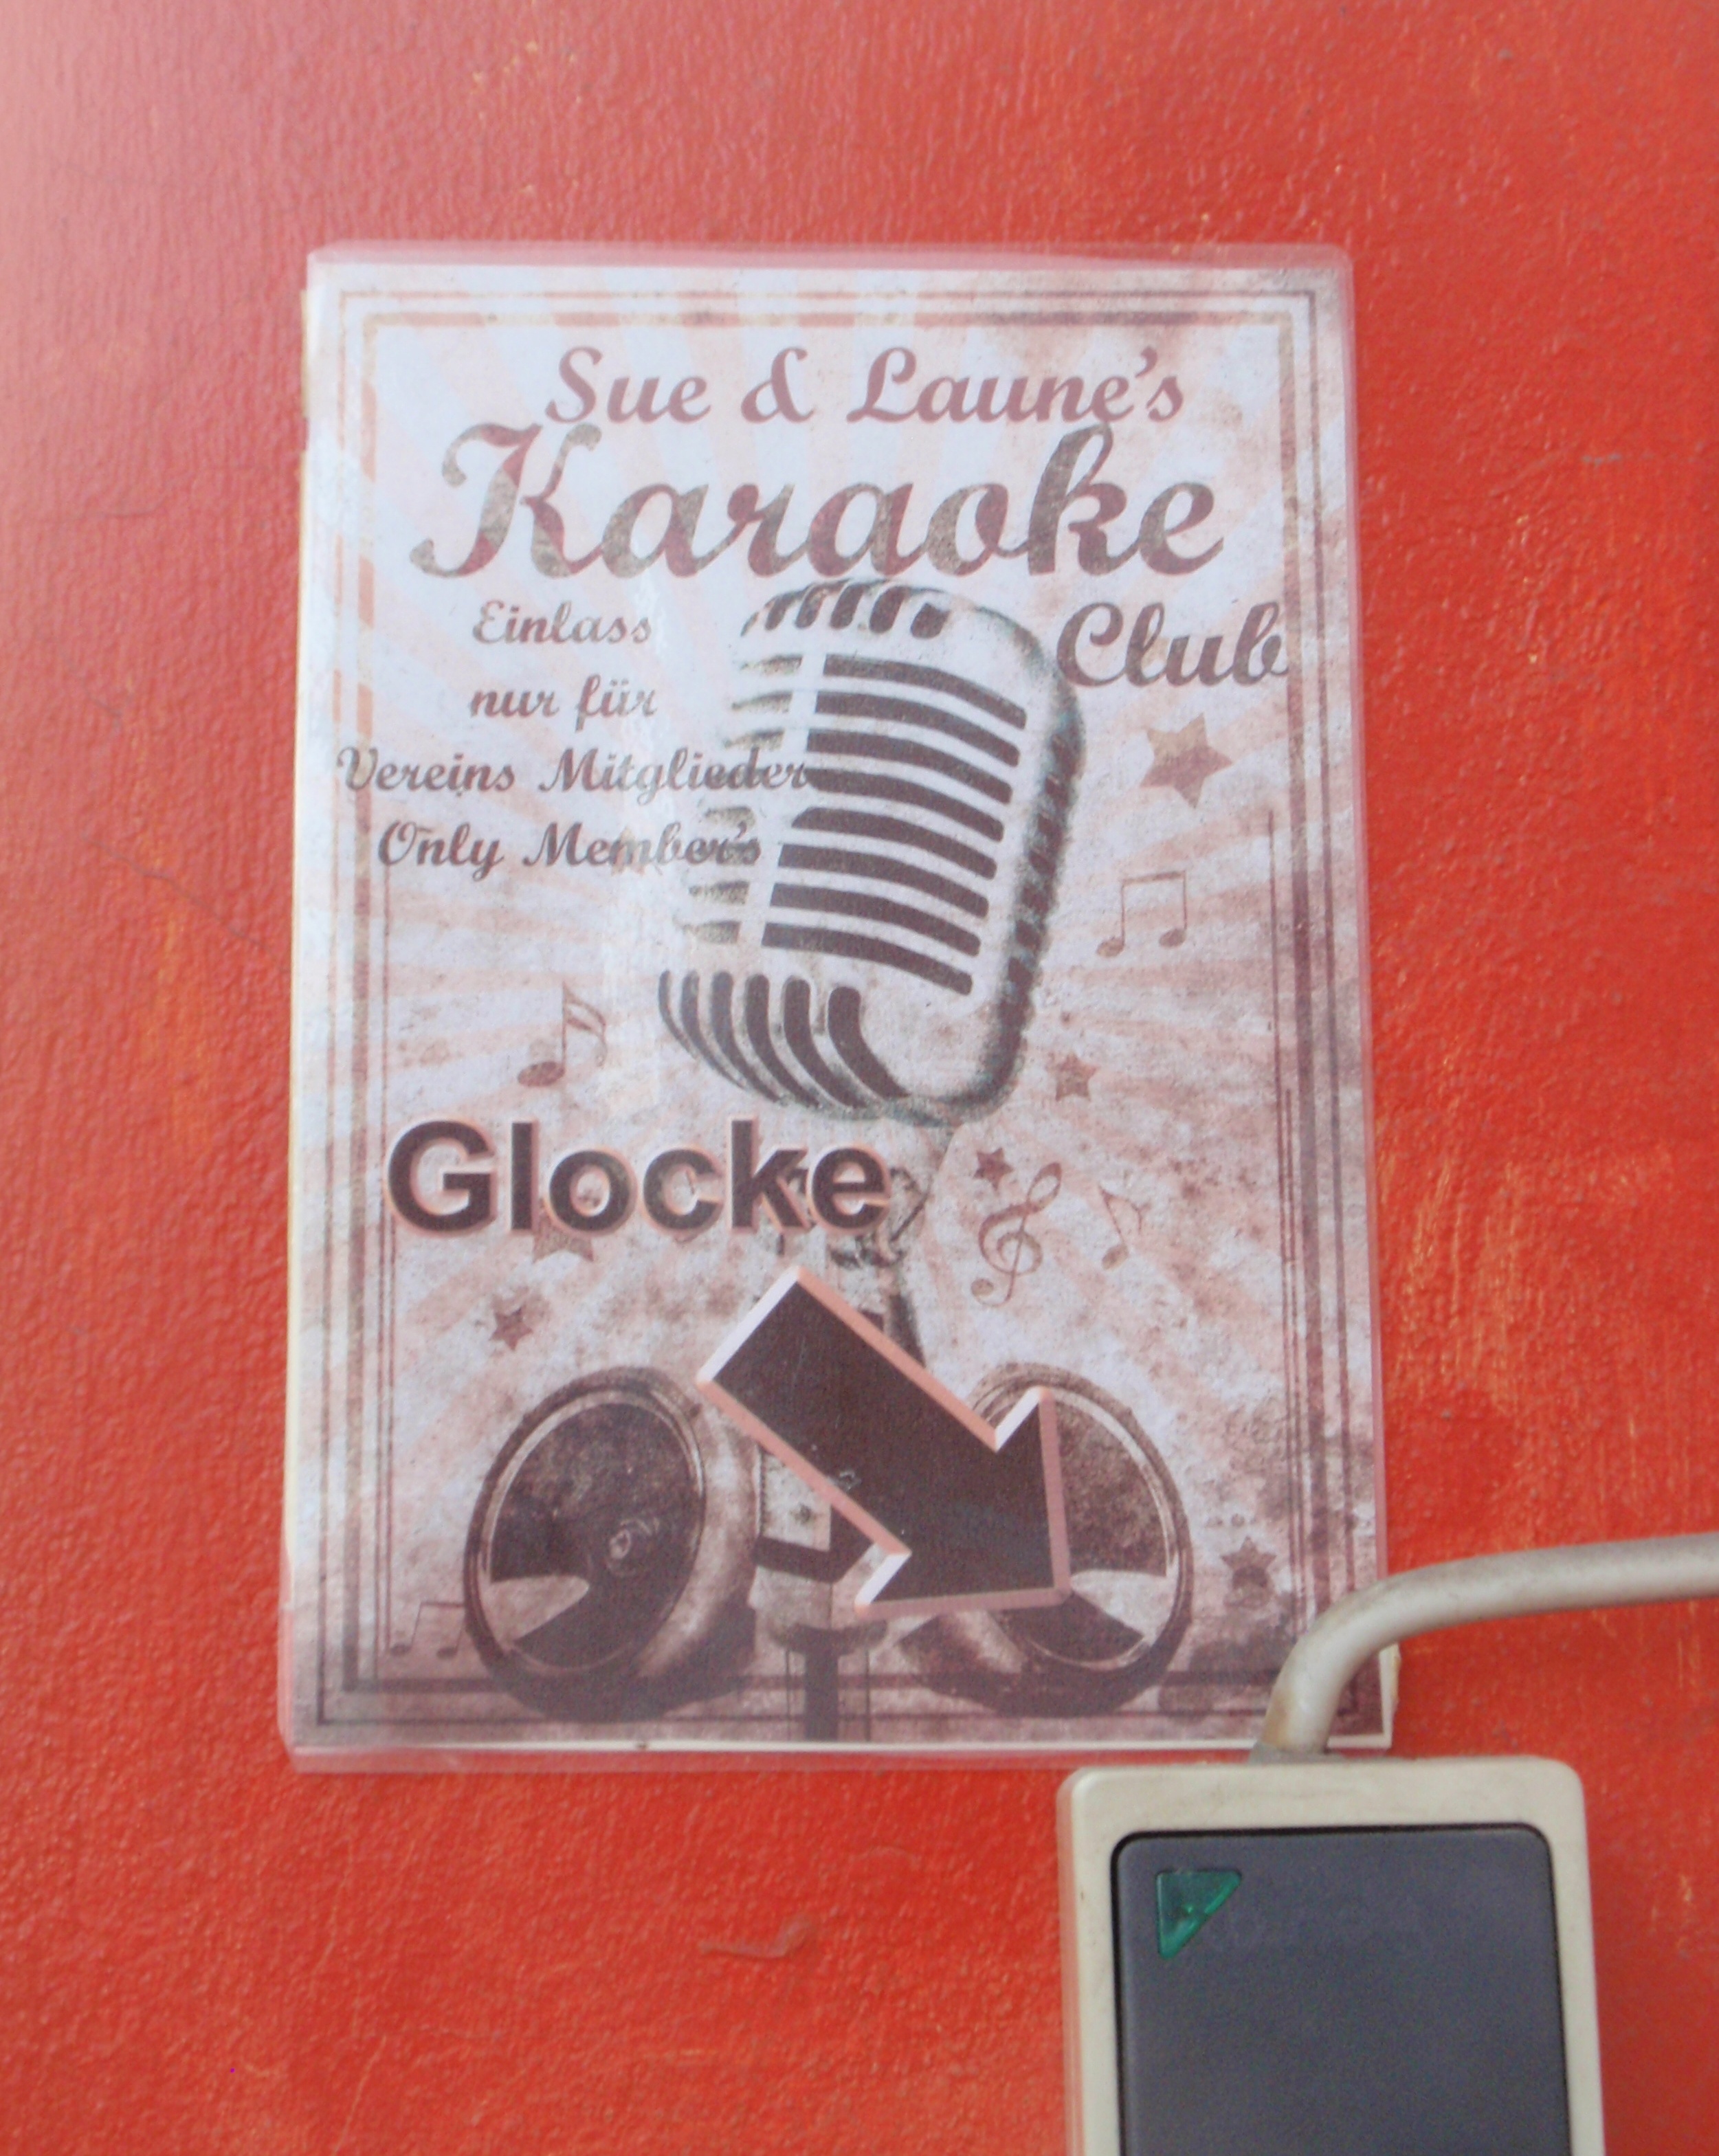 Sue & Laune's
Karaoke
Club
Einlass
nur für
Vereins Mitglieder
Only Member's
Glocke